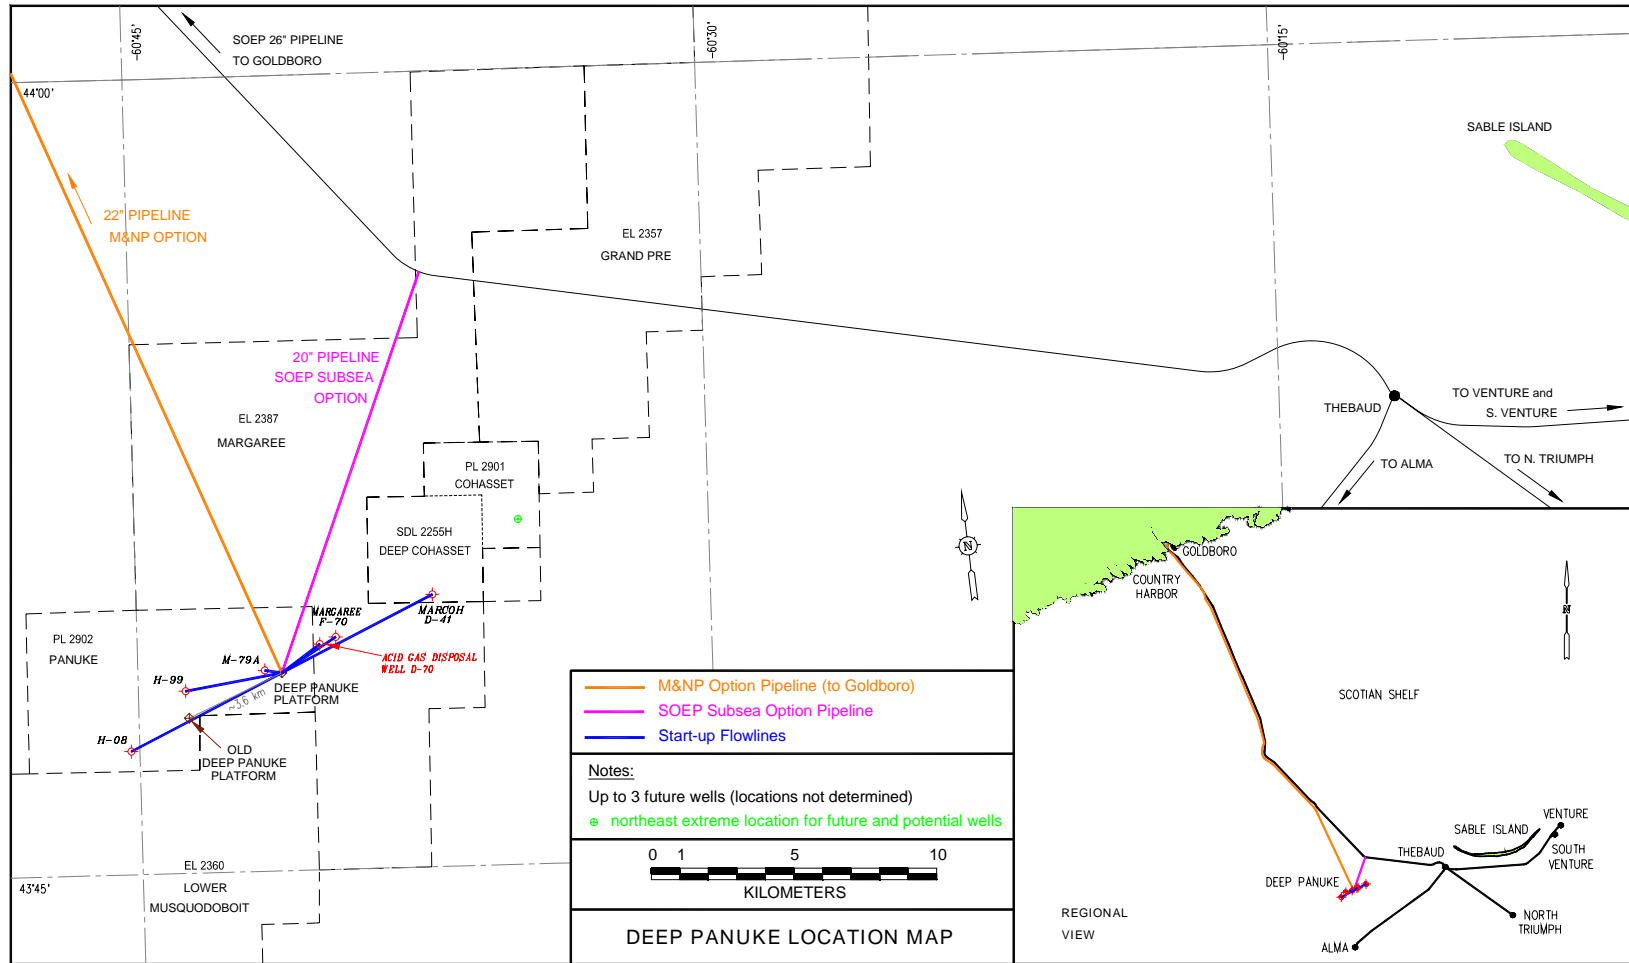 SOEP 26" PIPELINE
TO GOLDBORO
-60°45'
-60°30'
-60°15'
44°00'
SABLE ISLAND
22" PIPELINE
M&NP OPTION
EL 2357
GRAND PRE
20" PIPELINE
SOEP SUBSEA
OPTION
EL 2387
MARGAREE
THEBAUD
TO VENTURE and
S. VENTURE
TO ALMA
TO N. TRIUMPH
PL 2901
COHASSET
SDL 2255H
DEEP COHASSET
N
MARGAREE
F-70
MARCOH
D-41
PL 2902
PANUKE
M-79A
ACID GAS DISPOSAL
WELL D-70
H-99
DEEP PANUKE
PLATFORM
~3.6 km
H-08
OLD
DEEP PANUKE
PLATFORM
EL 2360
43°45'
LOWER
MUSQUODOBOIT
M&NP Option Pipeline (to Goldboro)
SOEP Subsea Option Pipeline
Start-up Flowlines
Notes:
Up to 3 future wells (locations not determined)
northeast extreme location for future and potential wells
0 1 5 10
KILOMETERS
DEEP PANUKE LOCATION MAP
GOLDBORO
COUNTRY
HARBOR
N
SCOTIAN SHELF
VENTURE
SABLE ISLAND
SOUTH
VENTURE
THEBAUD
DEEP PANUKE
NORTH
TRIUMPH
REGIONAL
VIEW
ALMA